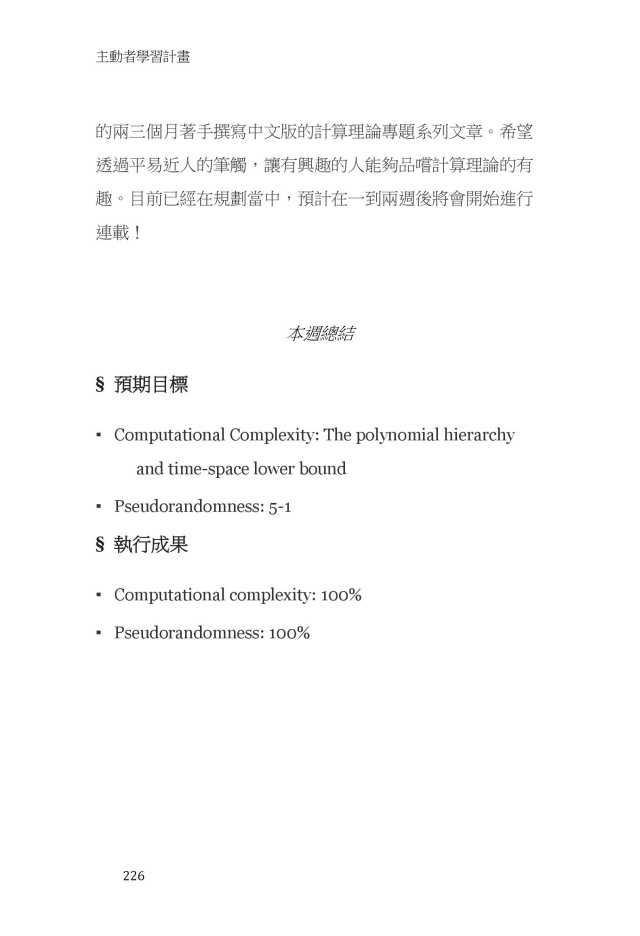 主動者學習計畫
的兩三個月著手撰寫中文版的計算理論專題系列文章。希望
透過平易近人的筆觸，讓有興趣的人能夠品嚐計算理論的有
趣。目前已經在規劃當中，預計在一到兩週後將會開始進行
連載！
本週總結
§ 預期目標
▪ Computational Complexity: The polynomial hierarchy
and time-space lower bound
▪ Pseudorandomness: 5-1
§ 執行成果
▪ Computational complexity: 100%
▪ Pseudorandomness: 100%
226